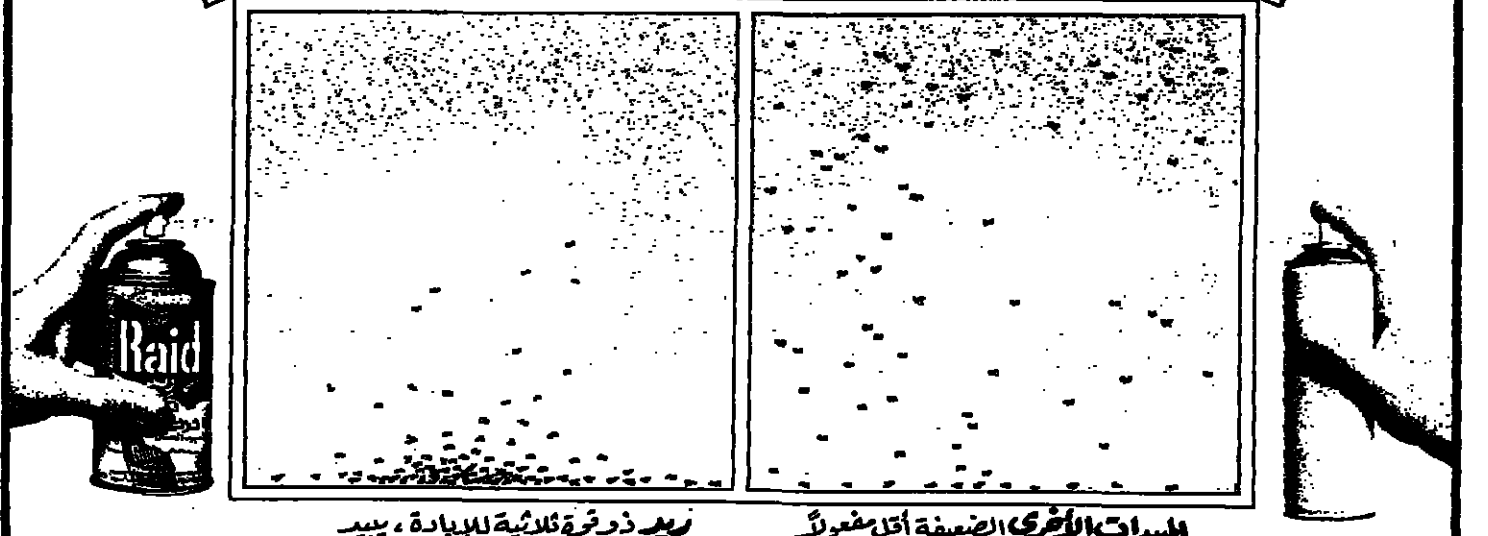 Raid
المبيدات الأخرى الضعيفة أقل مفعولاً
ريد ذو قوة ثلاثية للإبادة، يبيد